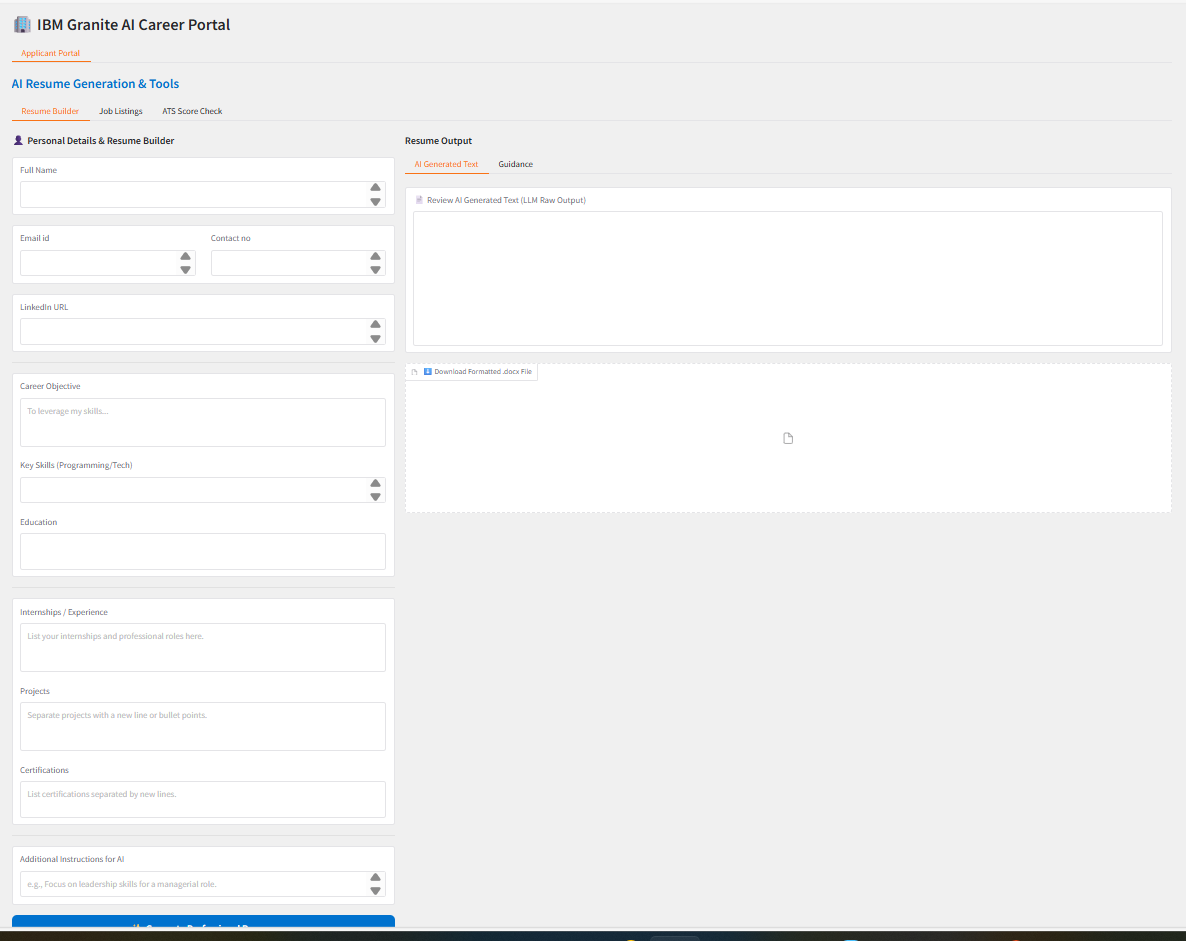 IBM Granite AI Career Portal
Applicant Portal
AI Resume Generation & Tools
Resume Builder
Job Listings
ATS Score Check
Personal Details & Resume Builder
Full Name
Email id
Contact no
LinkedIn URL
Career Objective
To leverage my skills...
Key Skills (Programming/Tech)
Education
Internships / Experience
List your internships and professional roles here.
Projects
Separate projects with a new line or bullet points.
Certifications
List certifications separated by new lines.
Additional Instructions for AI
e.g., Focus on leadership skills for a managerial role.
Resume Output
AI Generated Text
Guidance
Review AI Generated Text (LLM Raw Output)
Download Formatted .docx File